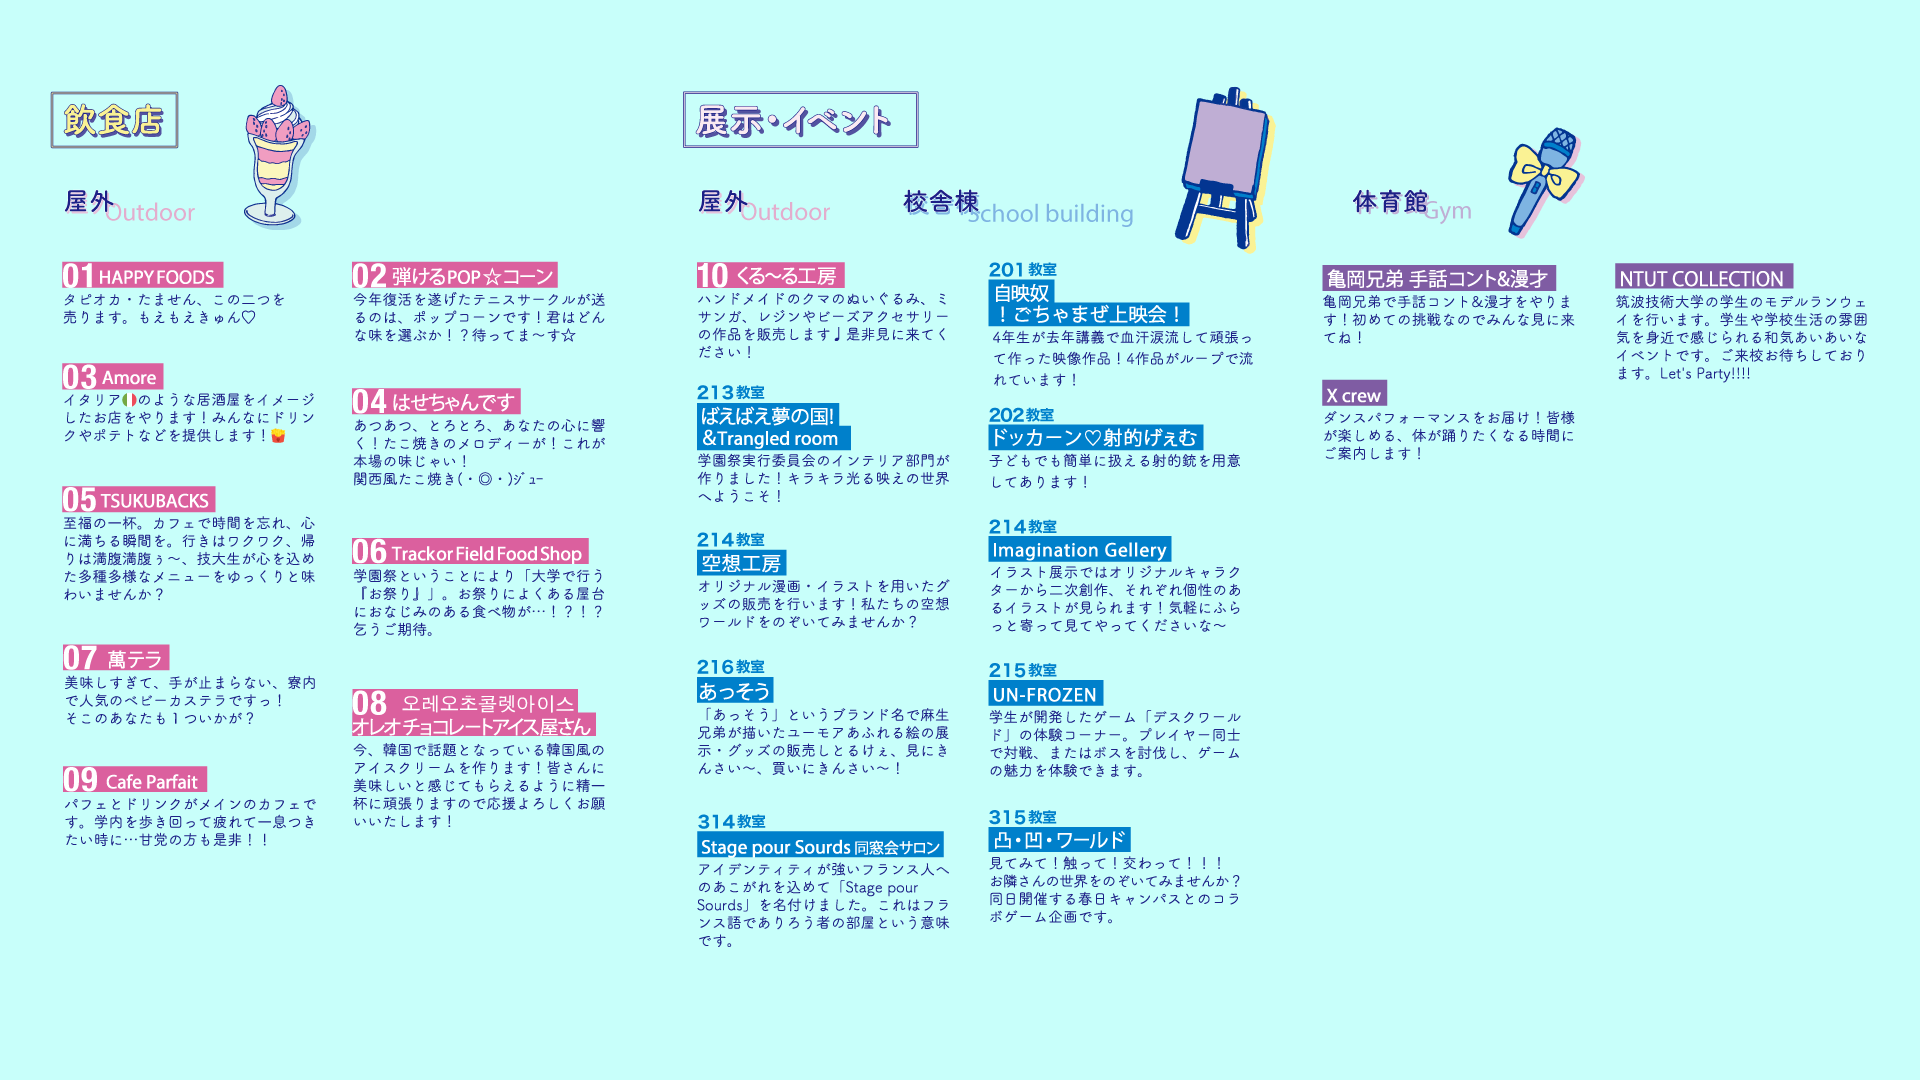 飲食店
屋外
Outdoor
01 HAPPY FOODS
タピオカ・たません、この二つを
売ります。もえもえきゅん♡
02 弾けるPOP☆コーン
今年復活を遂げたテニスサークルが送
るのは、ポップコーンです！君はどん
な味を選ぶか！？待ってま〜す☆
03 Amore
イタリア🇮🇹のような居酒屋をイメージ
したお店をやります！みんなにドリン
クやポテトなどを提供します！🍟
04 はせちゃんです
あつあつ、とろとろ、あなたの心に響
く！たこ焼きのメロディーが！これが
本場の味じゃい！
関西風たこ焼き(・◎・)ｼﾞｭｰ
05 TSUKUBACKS
至福の一杯。カフェで時間を忘れ、心
に満ちる瞬間を。行きはワクワク、帰
りは満腹満腹ぅ〜、技大生が心を込め
た多種多様なメニューをゆっくりと味
わいませんか？
06 Trackor Field Food Shop
学園祭ということにより「大学で行う
『お祭り』」。お祭りによくある屋台
におなじみのある食べ物が…！？！？
乞うご期待。
07 萬テラ
美味しすぎて、手が止まらない、寮内
で人気のベビーカステラですっ！
そこのあなたも１ついかが？
08 오레오초콜렛아이스
オレオチョコレートアイス屋さん
今、韓国で話題となっている韓国風の
アイスクリームを作ります！皆さんに
美味しいと感じてもらえるように精一
杯に頑張りますので応援よろしくお願
いいたします！
09 Cafe Parfait
パフェとドリンクがメインのカフェで
す。学内を歩き回って疲れて一息つき
たい時に…甘党の方も是非！！
展示・イベント
屋外
Outdoor
校舎棟
School building
10 くる〜る工房
ハンドメイドのクマのぬいぐるみ、ミ
サンガ、レジンやビーズアクセサリー
の作品を販売します♩是非見に来てく
ださい！
201教室
自映奴
！ごちゃまぜ上映会！
4年生が去年講義で血汗涙流して頑張っ
て作った映像作品！4作品がループで流
れています！
213教室
ばえばえ夢の国!
&Trangled room
学園祭実行委員会のインテリア部門が
作りました！キラキラ光る映えの世界
へようこそ！
202教室
ドッカーン♡射的げぇむ
子どもでも簡単に扱える射的銃を用意
してあります！
214教室
空想工房
オリジナル漫画・イラストを用いたグ
ッズの販売を行います！私たちの空想
ワールドをのぞいてみませんか？
214教室
Imagination Gellery
イラスト展示ではオリジナルキャラク
ターから二次創作、それぞれ個性のあ
るイラストが見られます！気軽にふら
っと寄って見てやってくださいな〜
216教室
あっそう
「あっそう」というブランド名で麻生
兄弟が描いたユーモアあふれる絵の展
示・グッズの販売しとるけぇ、見にき
んさい〜、買いにきんさい〜！
215教室
UN-FROZEN
学生が開発したゲーム「デスクワール
ド」の体験コーナー。プレイヤー同士
で対戦、またはボスを討伐し、ゲーム
の魅力を体験できます。
314教室
Stage pour Sourds 同窓会サロン
アイデンティティが強いフランス人へ
のあこがれを込めて「Stage pour
Sourds」を名付けました。これはフラ
ンス語でありろう者の部屋という意味
です。
315教室
凸・凹・ワールド
見てみて！触って！交わって！！！
お隣さんの世界をのぞいてみませんか？
同日開催する春日キャンパスとのコラ
ボゲーム企画です。
体育館
Gym
亀岡兄弟 手話コント&漫才
亀岡兄弟で手話コント&漫才をやりま
す！初めての挑戦なのでみんな見に来
てね！
X crew
ダンスパフォーマンスをお届け！皆様
が楽しめる、体が踊りたくなる時間に
ご案内します！
NTUT COLLECTION
筑波技術大学の学生のモデルランウェ
イを行います。学生や学校生活の雰囲
気を身近で感じられる和気あいあいな
イベントです。ご来校お待ちしており
ます。Let's Party!!!!